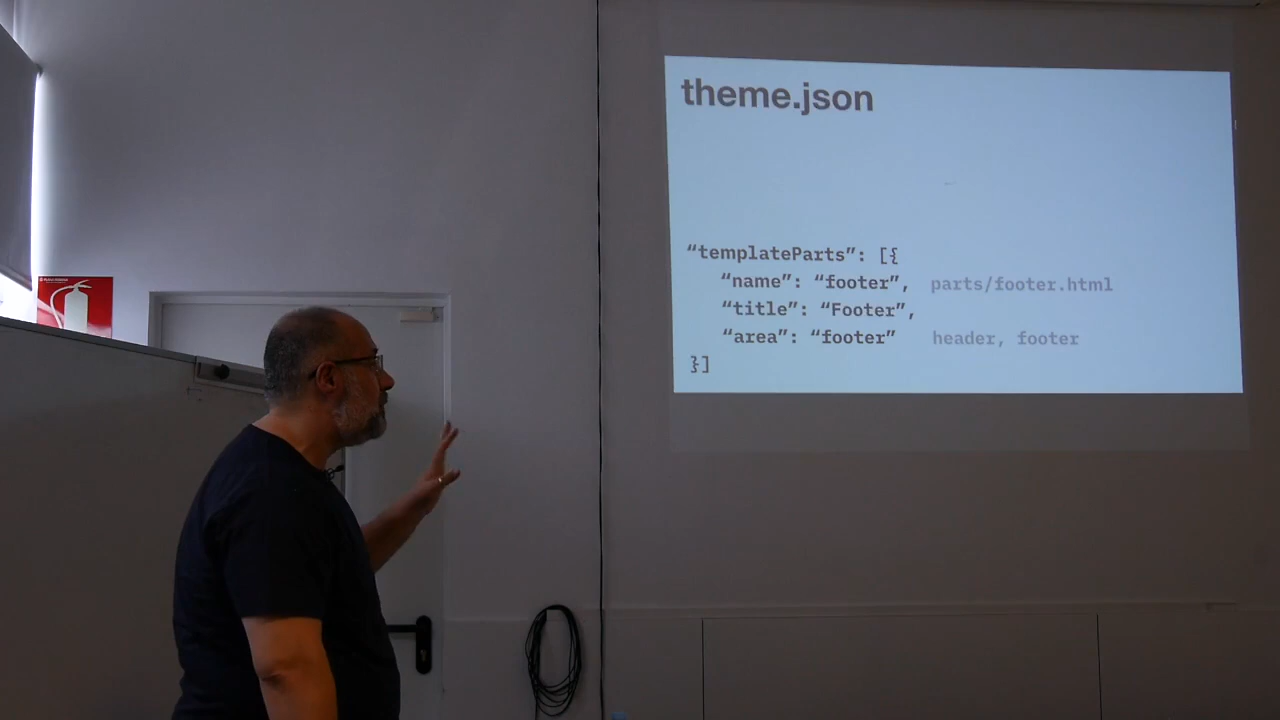 theme.json
“templateParts”: [{
“name”: “footer”, parts/footer.html
“title”: “Footer”,
“area”: “footer” header, footer
}]